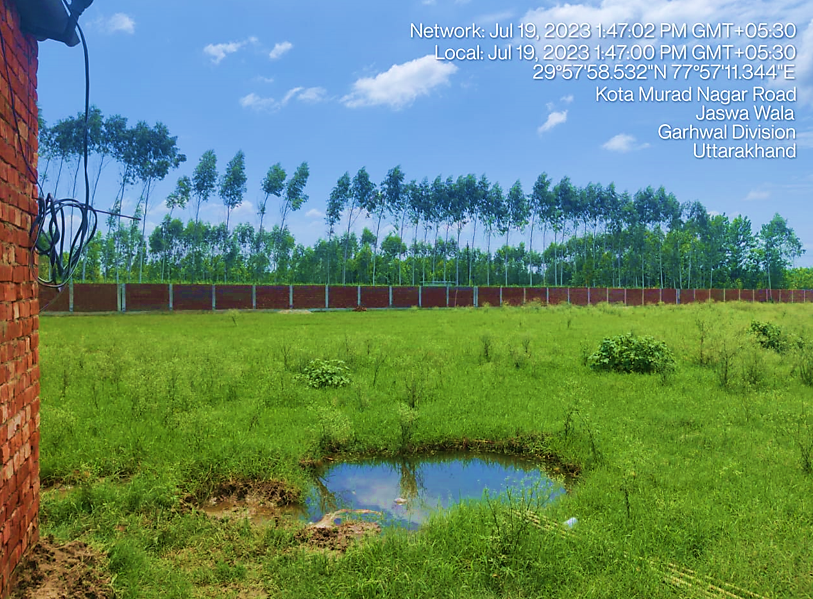 Network: Jul 19, 2023 1:47:02 PM GMT+05:30
Local: Jul 19, 2023 1:47:00 PM GMT+05:30
29°57'58.532"N 77°57'11.344"E
Kota Murad Nagar Road
Jaswa Wala
Garhwal Division
Uttarakhand